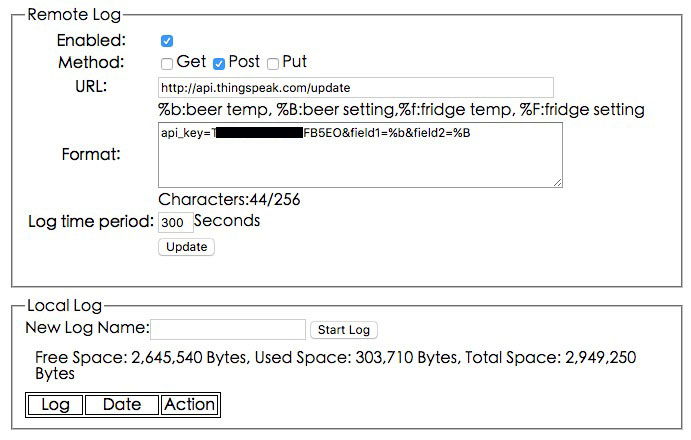 Remote Log
Enabled:
Method: Get Post Put
URL: http://api.thingspeak.com/update
%b:beer temp, %B:beer setting,%f:fridge temp, %F:fridge setting
Format: api_key= FB5EO&field1=%b&field2=%B
Characters:44/256
Log time period: 300 Seconds
Update
Local Log
New Log Name: Start Log
Free Space: 2,645,540 Bytes, Used Space: 303,710 Bytes, Total Space: 2,949,250
Bytes
Log Date Action